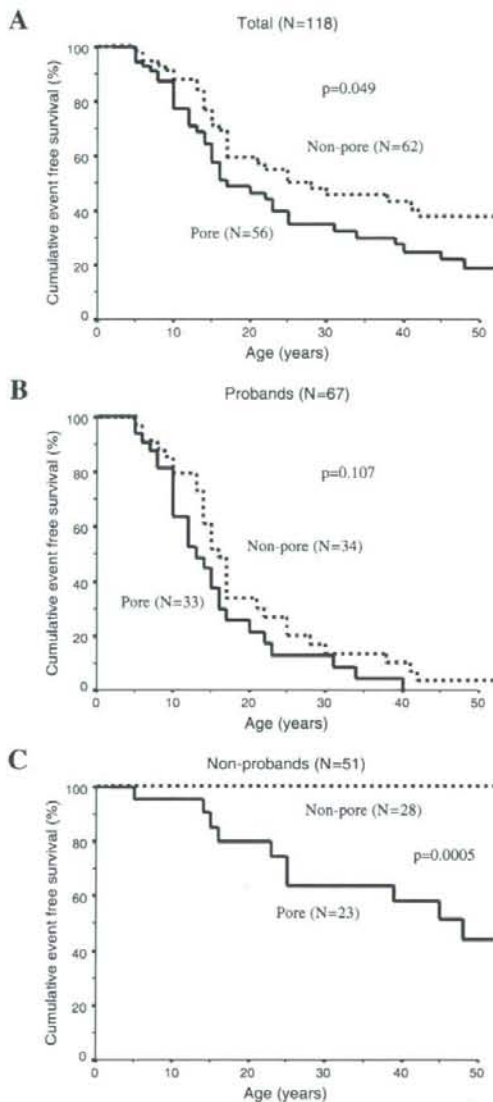 A
Total (N=118)
100
80
60
40
20
0
Cumulative event free survival (%)
p=0.049
Non-pore (N=62)
Pore (N=56)
0 10 20 30 40 50
Age (years)
B
Probands (N=67)
100
80
60
40
20
0
Cumulative event free survival (%)
p=0.107
Non-pore (N=34)
Pore (N=33)
0 10 20 30 40 50
Age (years)
C
Non-probands (N=51)
100
80
60
40
20
0
Cumulative event free survival (%)
Non-pore (N=28)
p=0.0005
Pore (N=23)
0 10 20 30 40 50
Age (years)